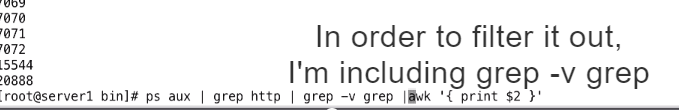 7069
7070
7071
7072
15544
20888
In order to filter it out,
I'm including grep -v grep
[root@server1 bin]# ps aux | grep http | grep -v grep |awk '{ print $2 }'